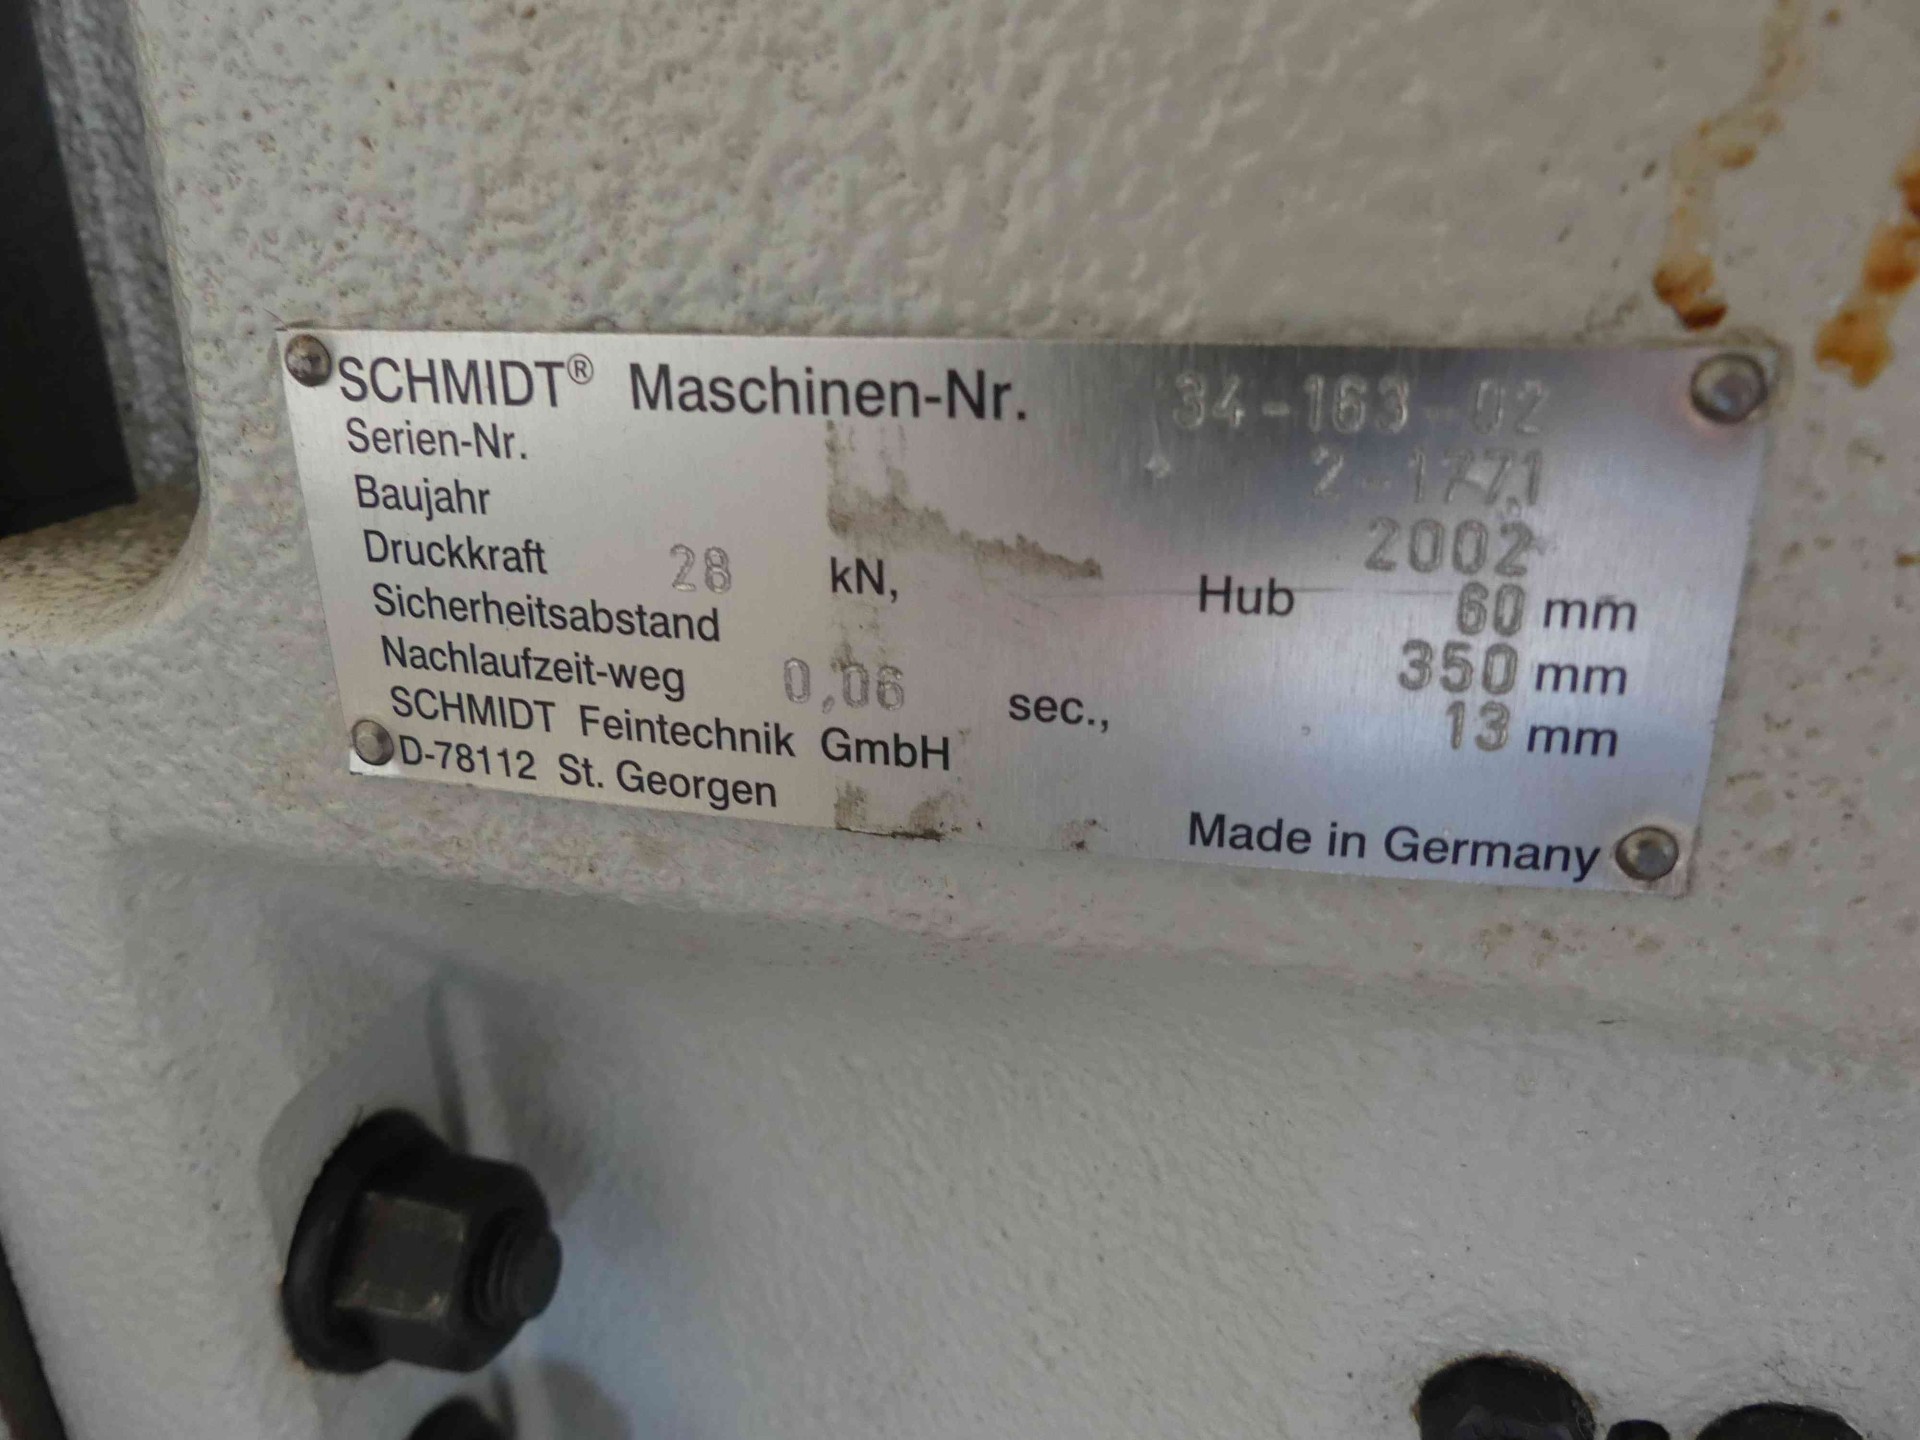 SCHMIDT® Maschinen-Nr. 34-163-02
Serien-Nr. 2-1771
Baujahr 2002
Druckkraft 28 kN, Hub 60 mm
Sicherheitsabstand 350 mm
Nachlaufzeit-weg 0,06 sec., 13 mm
SCHMIDT Feintechnik GmbH
D-78112 St. Georgen
Made in Germany